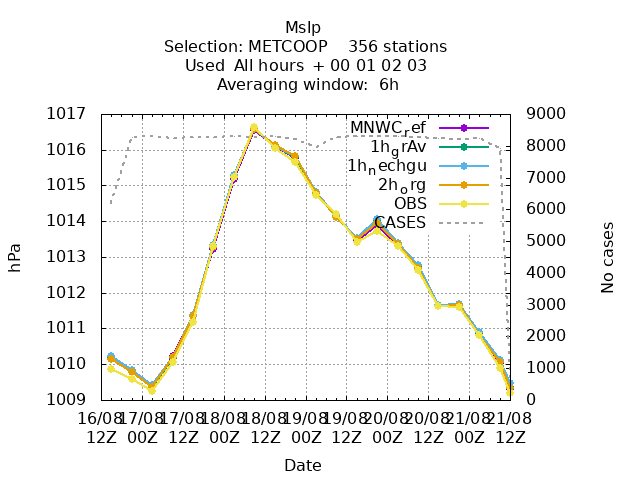 Mslp
Selection: METCOOP    356 stations
Used  All hours  + 00 01 02 03
Averaging window:  6h
1017
1016
1015
1014
1013
1012
1011
1010
1009
hPa
9000
8000
7000
6000
5000
4000
3000
2000
1000
0
No cases
MNWC_ref
1h_grAv
1h_nechgu
2h_org
OBS
CASES
16/08 17/08 17/08 18/08 18/08 19/08 19/08 20/08 20/08 21/08 21/08
12Z 00Z 12Z 00Z 12Z 00Z 12Z 00Z 12Z 00Z 12Z
Date